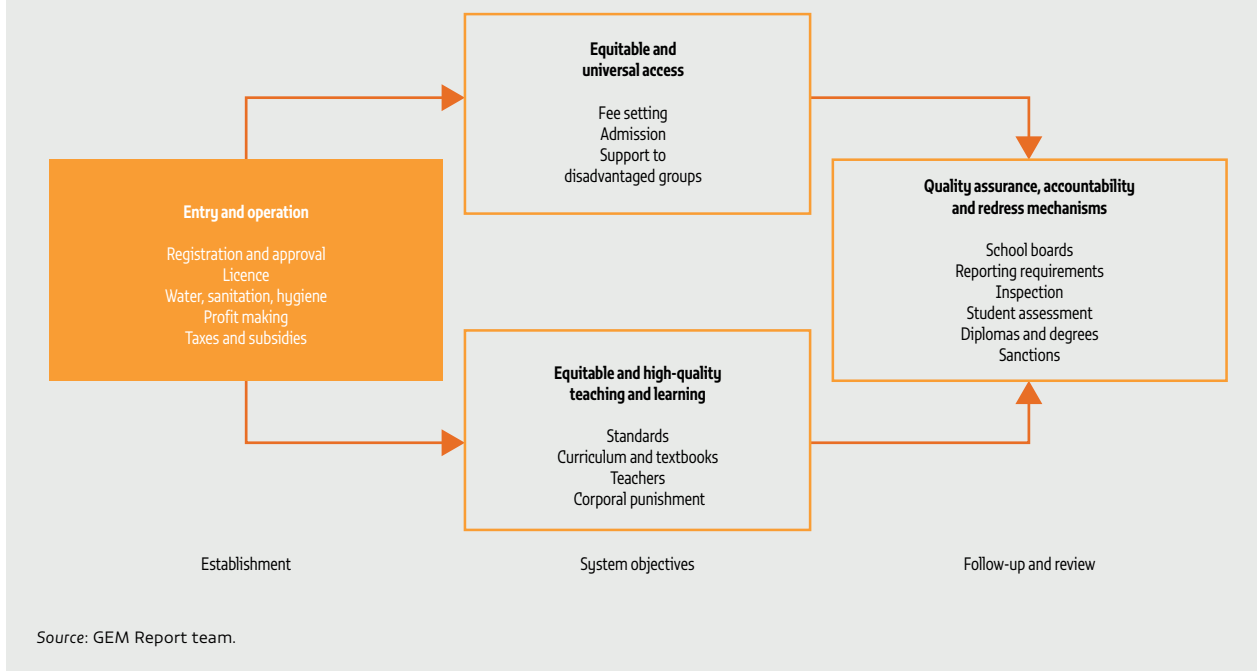 Equitable and
universal access
Fee setting
Admission
Support to
disadvantaged groups
Entry and operation
Registration and approval
Licence
Water, sanitation, hygiene
Profit making
Taxes and subsidies
Quality assurance, accountability
and redress mechanisms
School boards
Reporting requirements
Inspection
Student assessment
Diplomas and degrees
Sanctions
Equitable and high-quality
teaching and learning
Standards
Curriculum and textbooks
Teachers
Corporal punishment
Establishment
System objectives
Follow-up and review
Source: GEM Report team.